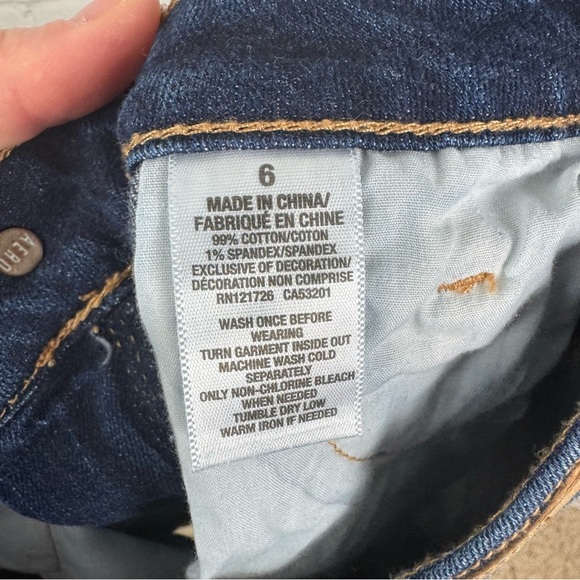 6
MADE IN CHINA/
FABRIQUÉ EN CHINE
99% COTTON/COTON
1% SPANDEX/SPANDEX
EXCLUSIVE OF DECORATION/
DÉCORATION NON COMPRISE
RN121726 CA53201
WASH ONCE BEFORE
WEARING
TURN GARMENT INSIDE OUT
MACHINE WASH COLD
SEPARATELY
ONLY NON-CHLORINE BLEACH
WHEN NEEDED
TUMBLE DRY LOW
WARM IRON IF NEEDED
AERO